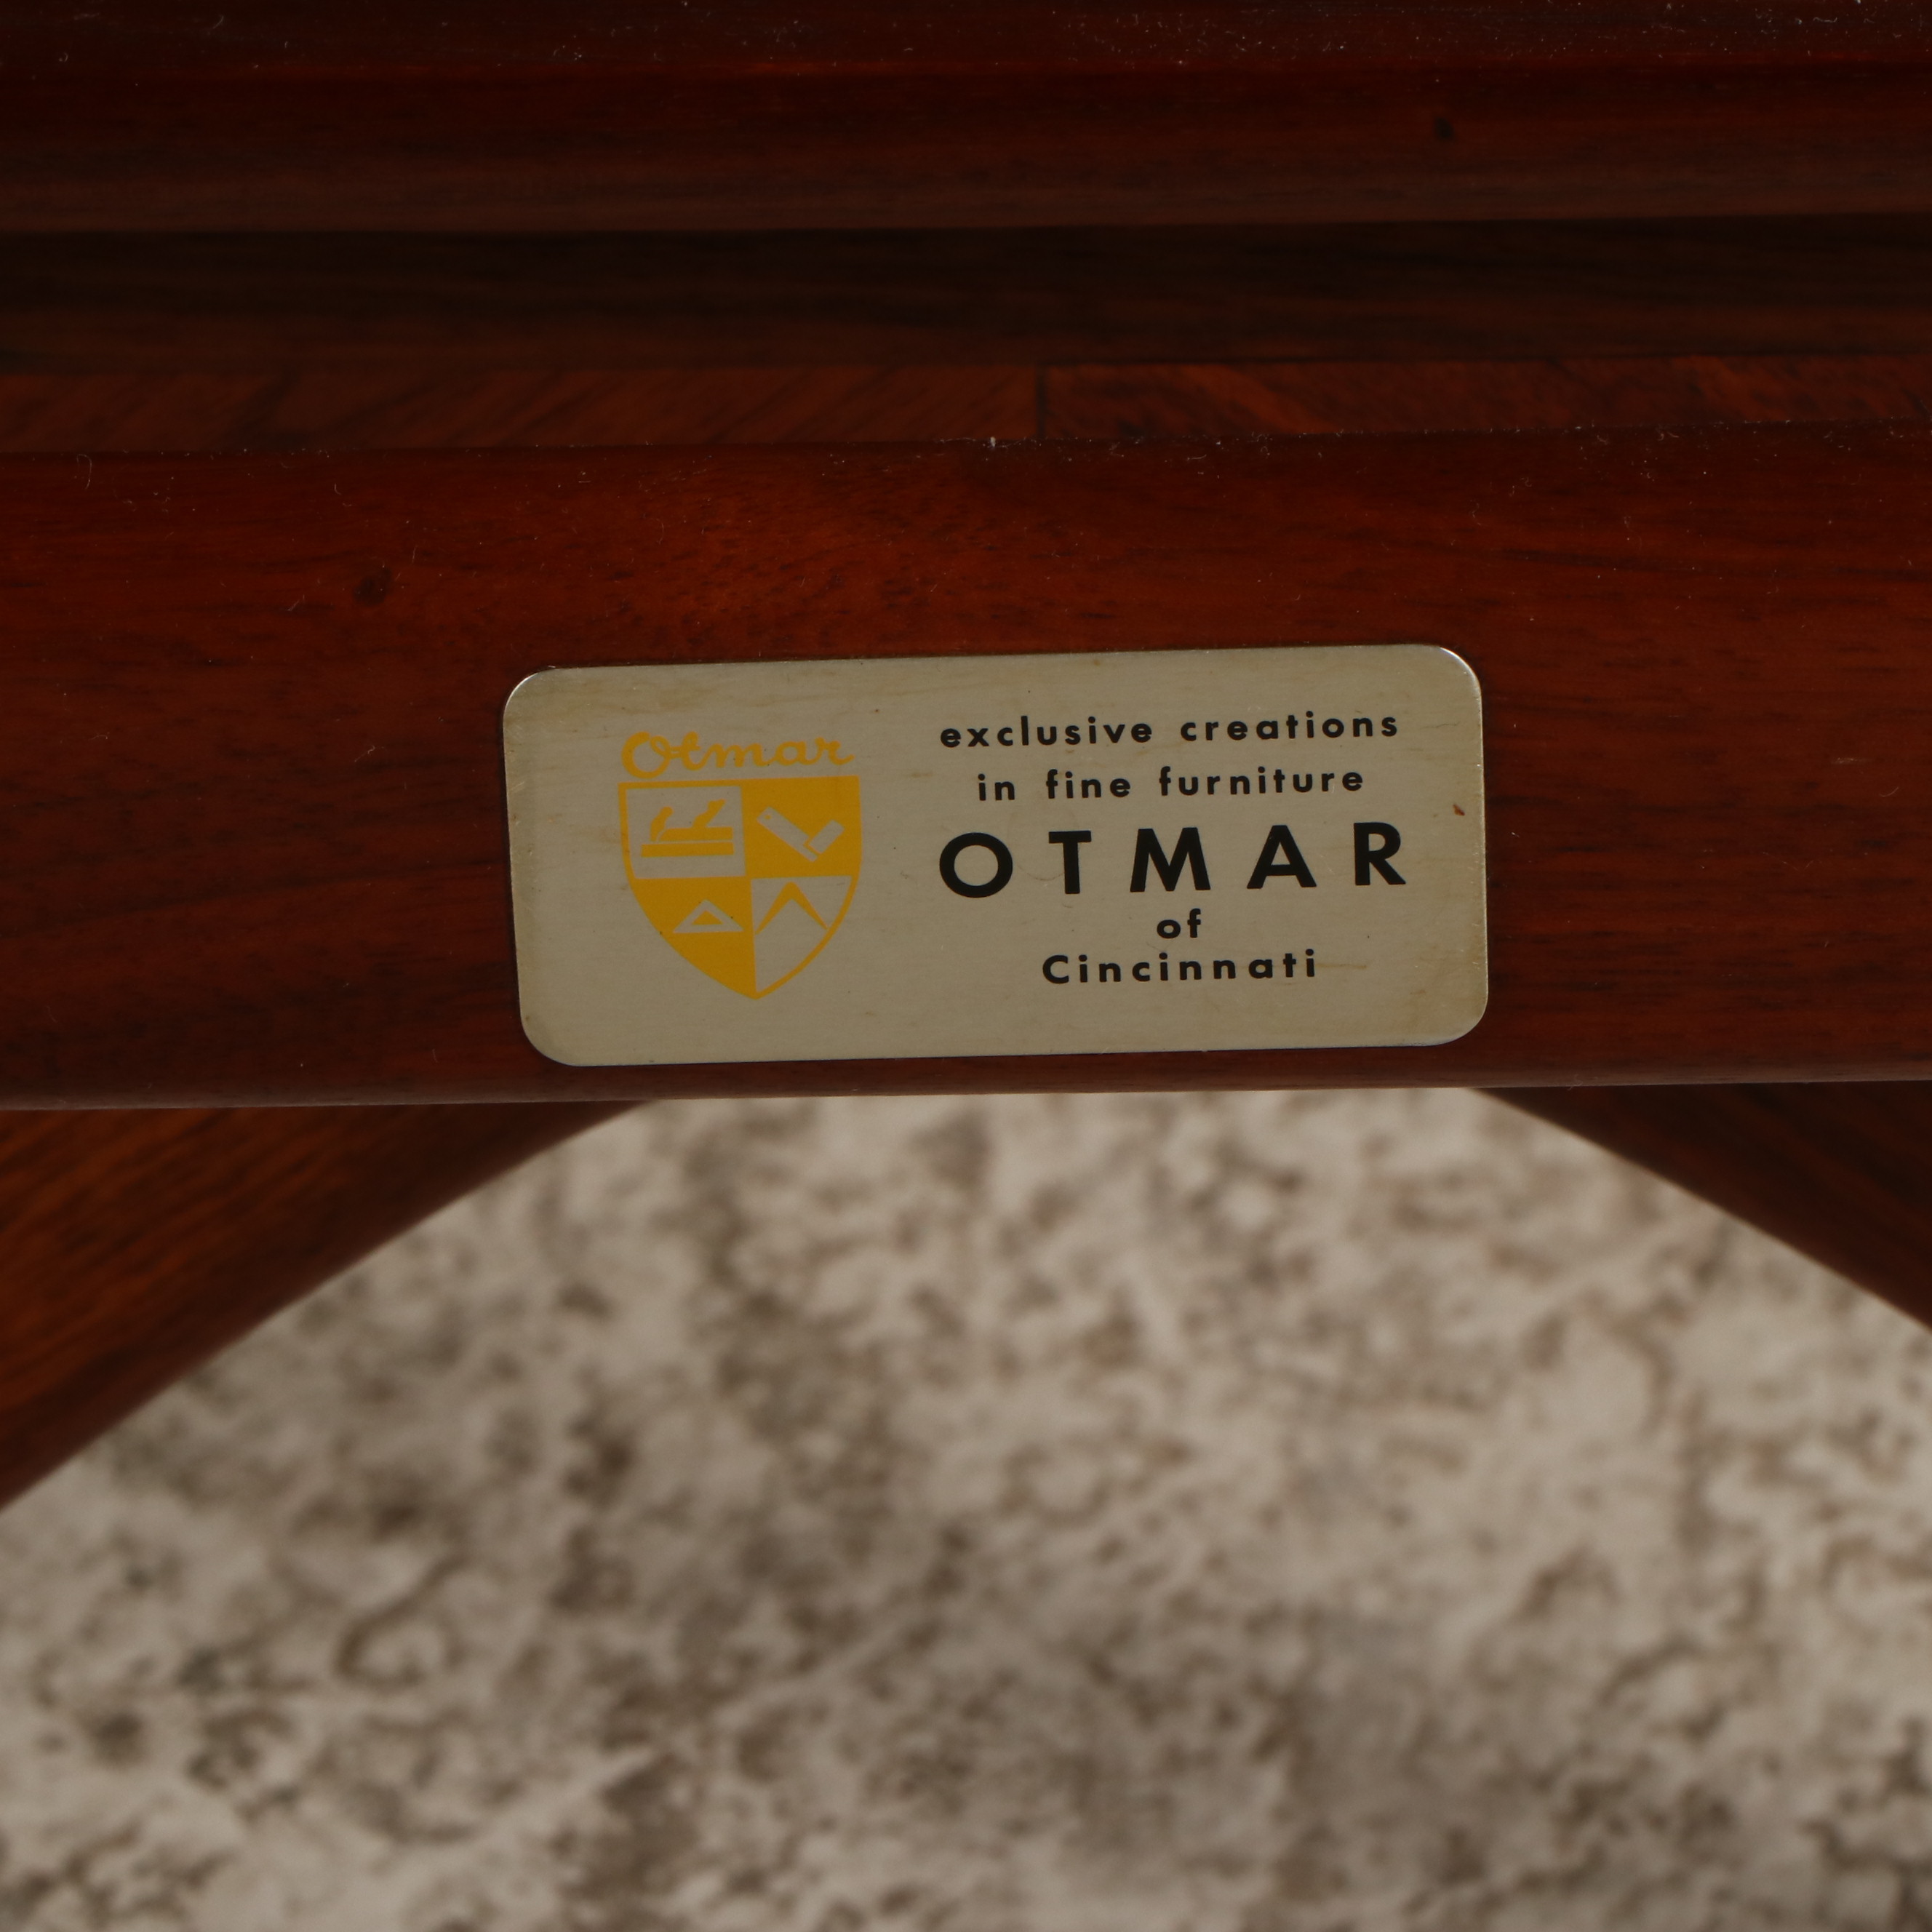 Otmar
exclusive creations
in fine furniture
OTMAR
of
Cincinnati